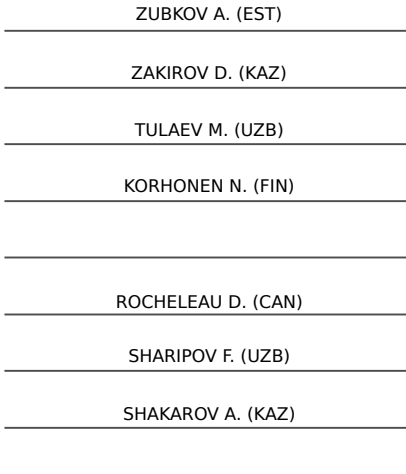 ZUBKOV A. (EST)
ZAKIROV D. (KAZ)
TULAEV M. (UZB)
KORHONEN N. (FIN)
ROCHELEAU D. (CAN)
SHARIPOV F. (UZB)
SHAKAROV A. (KAZ)